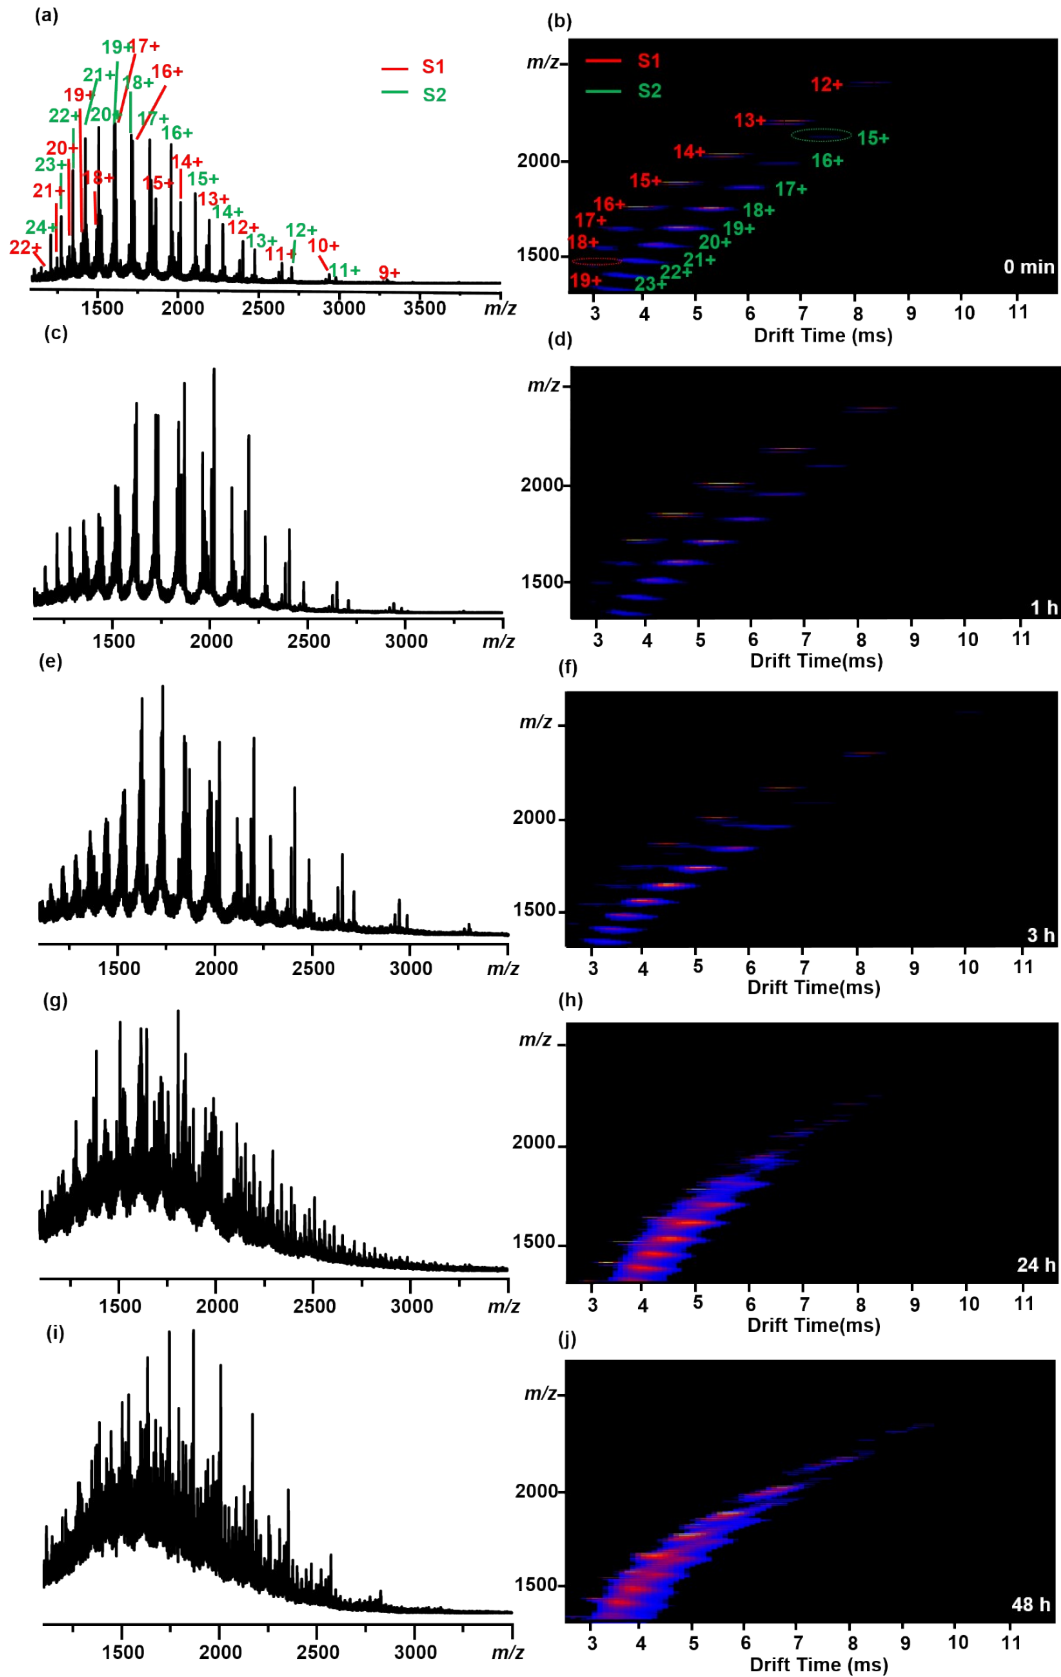 (a)
19+
17+
21+
18+
16+
19+
22+
20+
17+
16+
20+
23+
18+
15+
14+
15+
21+
13+
14+
24+
12+
13+
12+
22+
11+
10+
11+
9+
S1
S2
1500
2000
2500
3000
m/z
(b)
m/z
S1
S2
12+
13+
15+
14+
2000
16+
15+
17+
16+
18+
17+
19+
18+
20+
1500
21+
19+
22+
23+
0 min
3 4 5 6 7 8 9 10 11
Drift Time (ms)
(c)
1500
2000
2500
3000
m/z
(d)
m/z
2000
1500
1 h
3 4 5 6 7 8 9 10 11
Drift Time(ms)
(e)
1500
2000
2500
3000
m/z
(f)
m/z
2000
1500
3 h
3 4 5 6 7 8 9 10 11
Drift Time(ms)
(g)
1500
2000
2500
3000
m/z
(h)
m/z
2000
1500
24 h
3 4 5 6 7 8 9 10 11
Drift Time(ms)
(i)
1500
2000
2500
3000
m/z
(j)
m/z
2000
1500
48 h
3 4 5 6 7 8 9 10 11
Drift Time (ms)